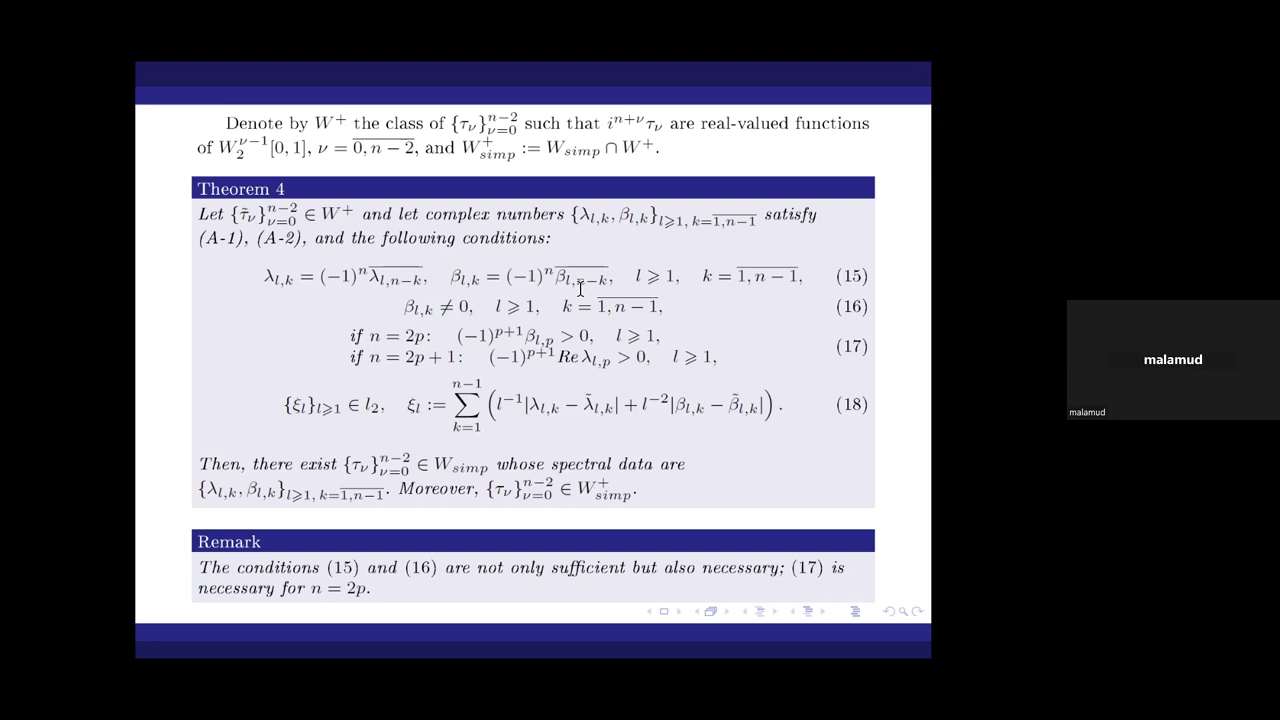 Denote by W⁺ the class of {τ_ν}_{ν=0}^{n−2} such that i^{n+ν}τ_ν are real-valued functions
of W_2^{ν−1}[0, 1], ν = \overline{0, n − 2}, and W_{simp}^+ := W_{simp} ∩ W⁺.
Theorem 4
Let {τ̃_ν}_{ν=0}^{n−2} ∈ W⁺ and let complex numbers {λ_{l,k}, β_{l,k}}_{l⩾1, k=\overline{1,n−1}} satisfy
(A-1), (A-2), and the following conditions:
λ_{l,k} = (−1)^n \overline{λ_{l,n−k}}, β_{l,k} = (−1)^n \overline{β_{l,n−k}}, l ⩾ 1, k = \overline{1, n − 1}, (15)
β_{l,k} ≠ 0, l ⩾ 1, k = \overline{1, n − 1}, (16)
if n = 2p: (−1)^{p+1}β_{l,p} > 0, l ⩾ 1,
if n = 2p + 1: (−1)^{p+1}Re λ_{l,p} > 0, l ⩾ 1, (17)
{ξ_l}_{l⩾1} ∈ l_2, ξ_l := \sum_{k=1}^{n−1} (l^{−1}|λ_{l,k} − λ̃_{l,k}| + l^{−2}|β_{l,k} − β̃_{l,k}|). (18)
Then, there exist {τ_ν}_{ν=0}^{n−2} ∈ W_{simp} whose spectral data are
{λ_{l,k}, β_{l,k}}_{l⩾1, k=\overline{1,n−1}}. Moreover, {τ_ν}_{ν=0}^{n−2} ∈ W_{simp}^+.
Remark
The conditions (15) and (16) are not only sufficient but also necessary; (17) is
necessary for n = 2p.
malamud
malamud